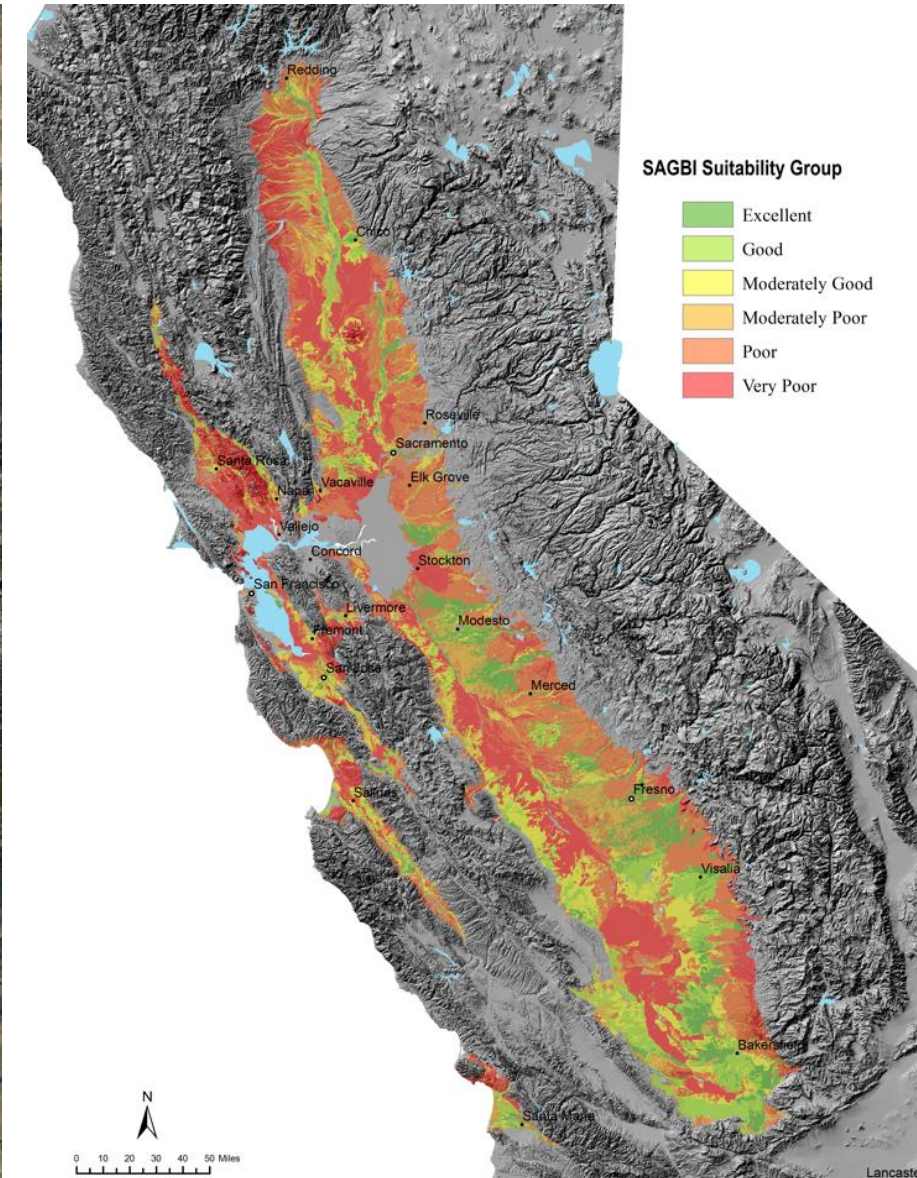 Redding
SAGBI Suitability Group
Excellent
Good
Moderately Good
Moderately Poor
Poor
Very Poor
Chico
Roseville
Sacramento
Santa Rosa
Elk Grove
Napa
Vacaville
Vallejo
Concord
Stockton
San Francisco
Livermore
Modesto
Fremont
San Jose
Merced
Salinas
Fresno
Visalia
Bakersfield
N
Santa Maria
0 10 20 30 40 50 Miles
Lancaste